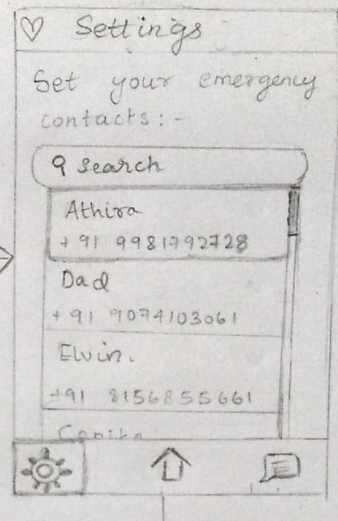 Settings
Set your emergency
contacts:-
search
Athira
+91 9981792728
Dad
+91 9074103061
Elvin.
+91 8156855661